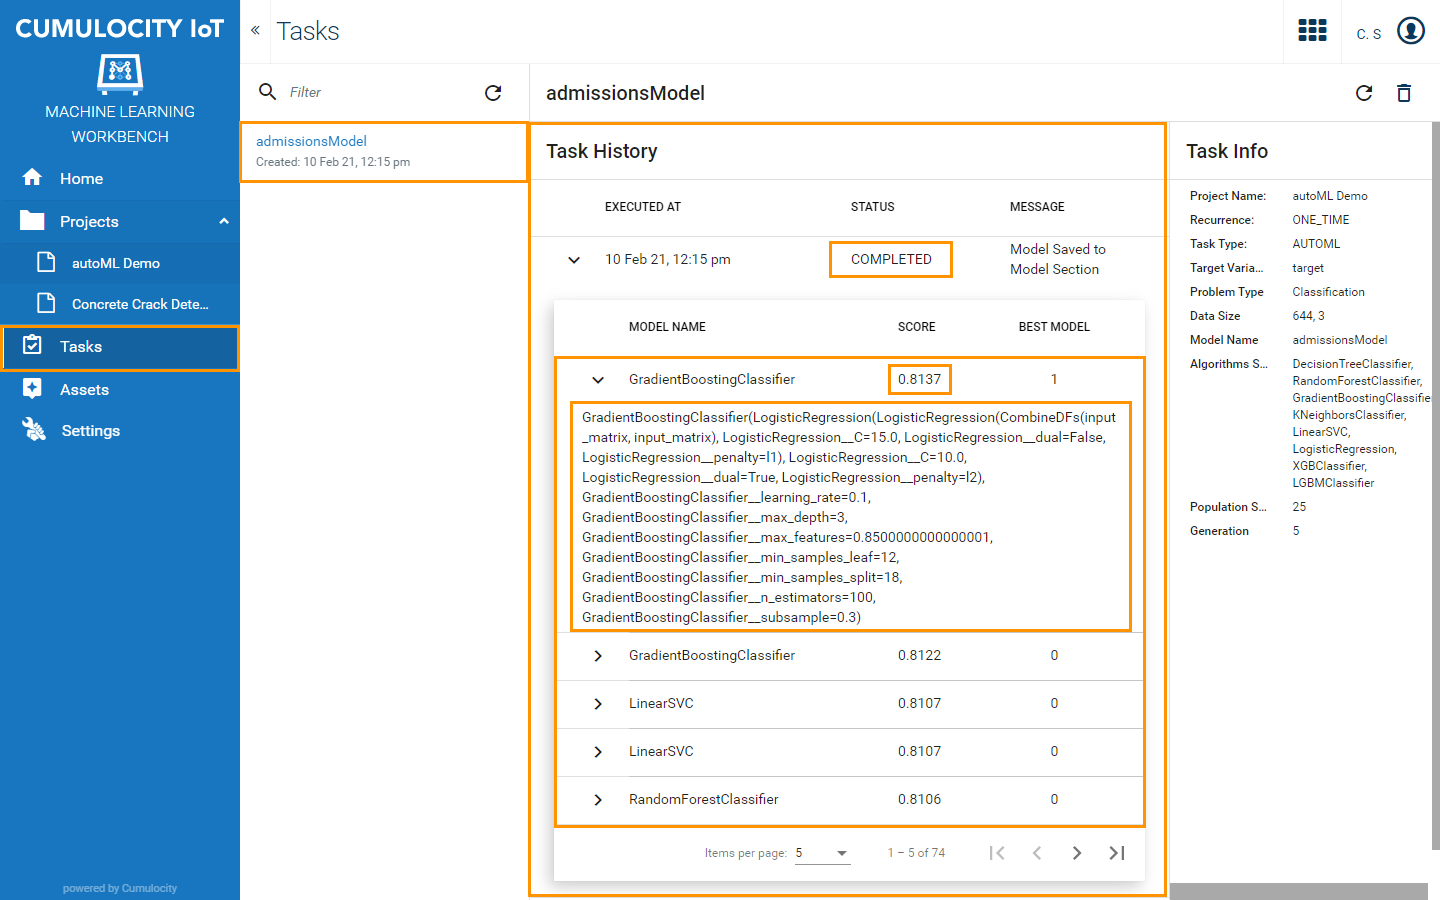 CUMULOCITY IoT
MACHINE LEARNING
WORKBENCH
Home
Projects
autoML Demo
Concrete Crack Dete...
Tasks
Assets
Settings
powered by Cumulocity
«
Tasks
C. S
Filter
admissionsModel
Created: 10 Feb 21, 12:15 pm
admissionsModel
Task History
EXECUTED AT STATUS MESSAGE
10 Feb 21, 12:15 pm COMPLETED Model Saved to
Model Section
MODEL NAME SCORE BEST MODEL
GradientBoostingClassifier 0.8137 1
GradientBoostingClassifier(LogisticRegression(LogisticRegression(CombineDFs(input
_matrix, input_matrix), LogisticRegression__C=15.0, LogisticRegression__dual=False,
LogisticRegression__penalty=l1), LogisticRegression__C=10.0,
LogisticRegression__dual=True, LogisticRegression__penalty=l2),
GradientBoostingClassifier__learning_rate=0.1,
GradientBoostingClassifier__max_depth=3,
GradientBoostingClassifier__max_features=0.8500000000000001,
GradientBoostingClassifier__min_samples_leaf=12,
GradientBoostingClassifier__min_samples_split=18,
GradientBoostingClassifier__n_estimators=100,
GradientBoostingClassifier__subsample=0.3)
GradientBoostingClassifier 0.8122 0
LinearSVC 0.8107 0
LinearSVC 0.8107 0
RandomForestClassifier 0.8106 0
Items per page: 5 1 – 5 of 74
Task Info
Project Name: autoML Demo
Recurrence: ONE_TIME
Task Type: AUTOML
Target Varia... target
Problem Type Classification
Data Size 644, 3
Model Name admissionsModel
Algorithms S... DecisionTreeClassifier,
RandomForestClassifier,
GradientBoostingClassifie
KNeighborsClassifier,
LinearSVC,
LogisticRegression,
XGBClassifier,
LGBMClassifier
Population S... 25
Generation 5